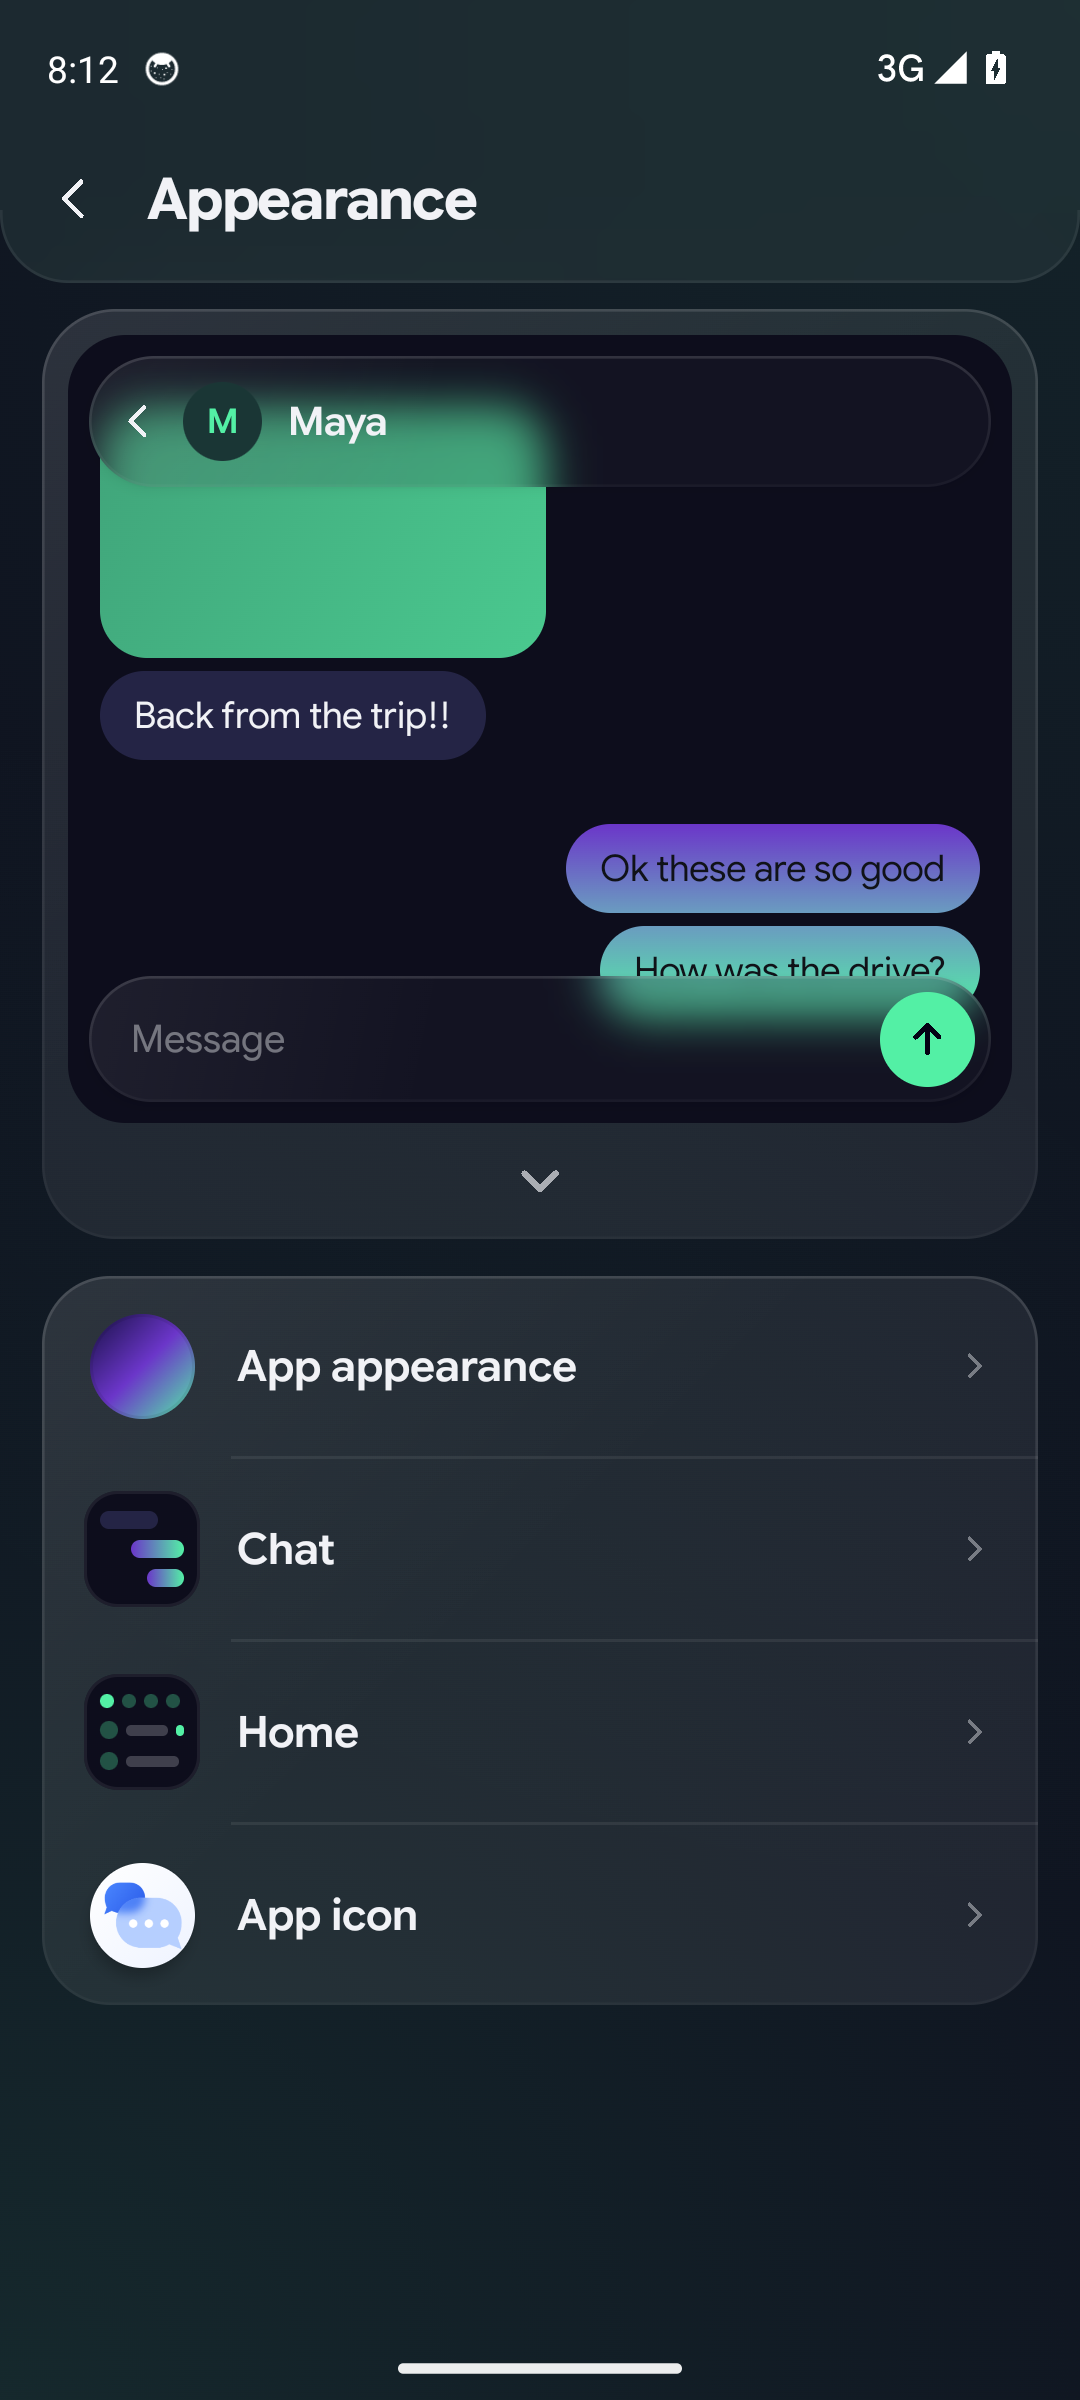 8:12
3G
Appearance
M
Maya
Back from the trip!!
Ok these are so good
How was the drive?
Message
App appearance
Chat
Home
App icon